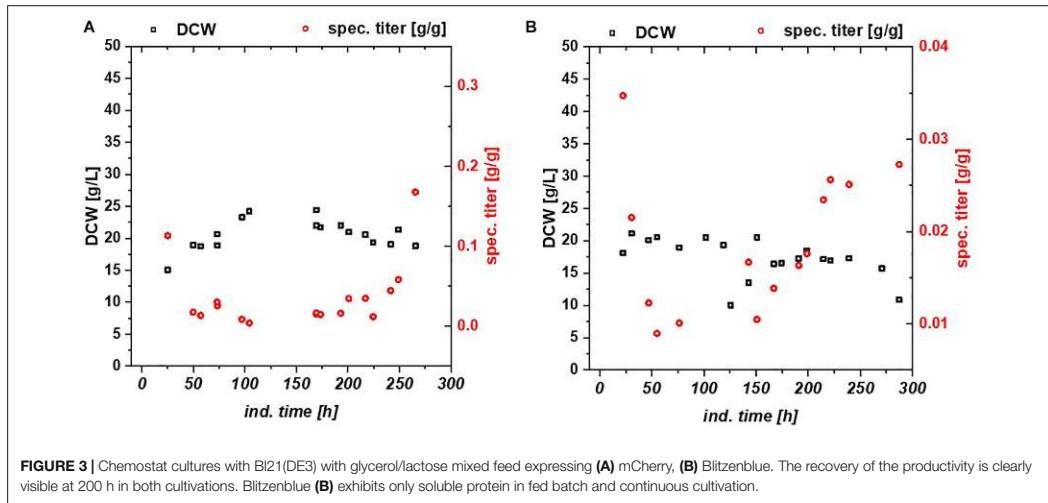 A
DCW
spec. titer [g/g]
50
45
40
35
30
25
20
15
10
5
0
DCW [g/L]
0.3
0.2
0.1
0.0
spec. titer [g/g]
0 50 100 150 200 250 300
ind. time [h]
B
DCW
spec. titer [g/g]
50
45
40
35
30
25
20
15
10
5
0
DCW [g/L]
0.04
0.03
0.02
0.01
spec. titer [g/g]
0 50 100 150 200 250 300
ind. time [h]
FIGURE 3 | Chemostat cultures with Bl21(DE3) with glycerol/lactose mixed feed expressing (A) mCherry, (B) Blitzenblue. The recovery of the productivity is clearly
visible at 200 h in both cultivations. Blitzenblue (B) exhibits only soluble protein in fed batch and continuous cultivation.